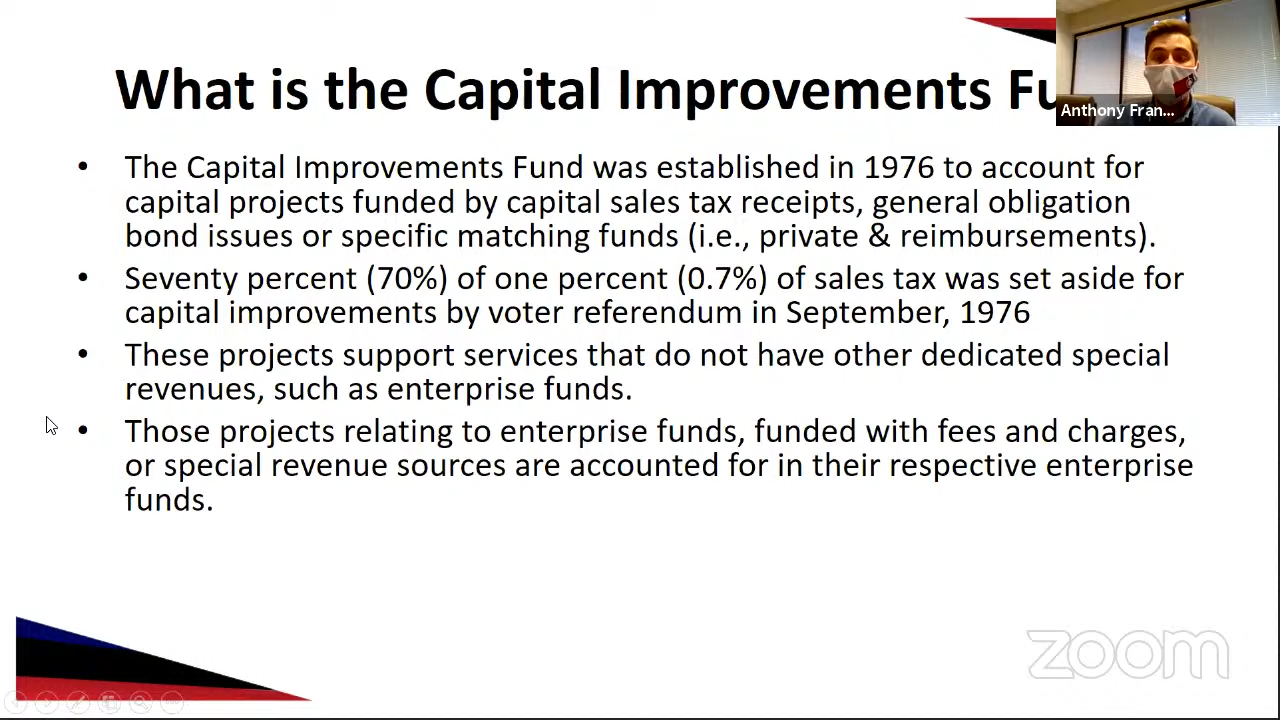 What is the Capital Improvements Fu
Anthony Fran...
• The Capital Improvements Fund was established in 1976 to account for
capital projects funded by capital sales tax receipts, general obligation
bond issues or specific matching funds (i.e., private & reimbursements).
• Seventy percent (70%) of one percent (0.7%) of sales tax was set aside for
capital improvements by voter referendum in September, 1976
• These projects support services that do not have other dedicated special
revenues, such as enterprise funds.
• Those projects relating to enterprise funds, funded with fees and charges,
or special revenue sources are accounted for in their respective enterprise
funds.
zoom